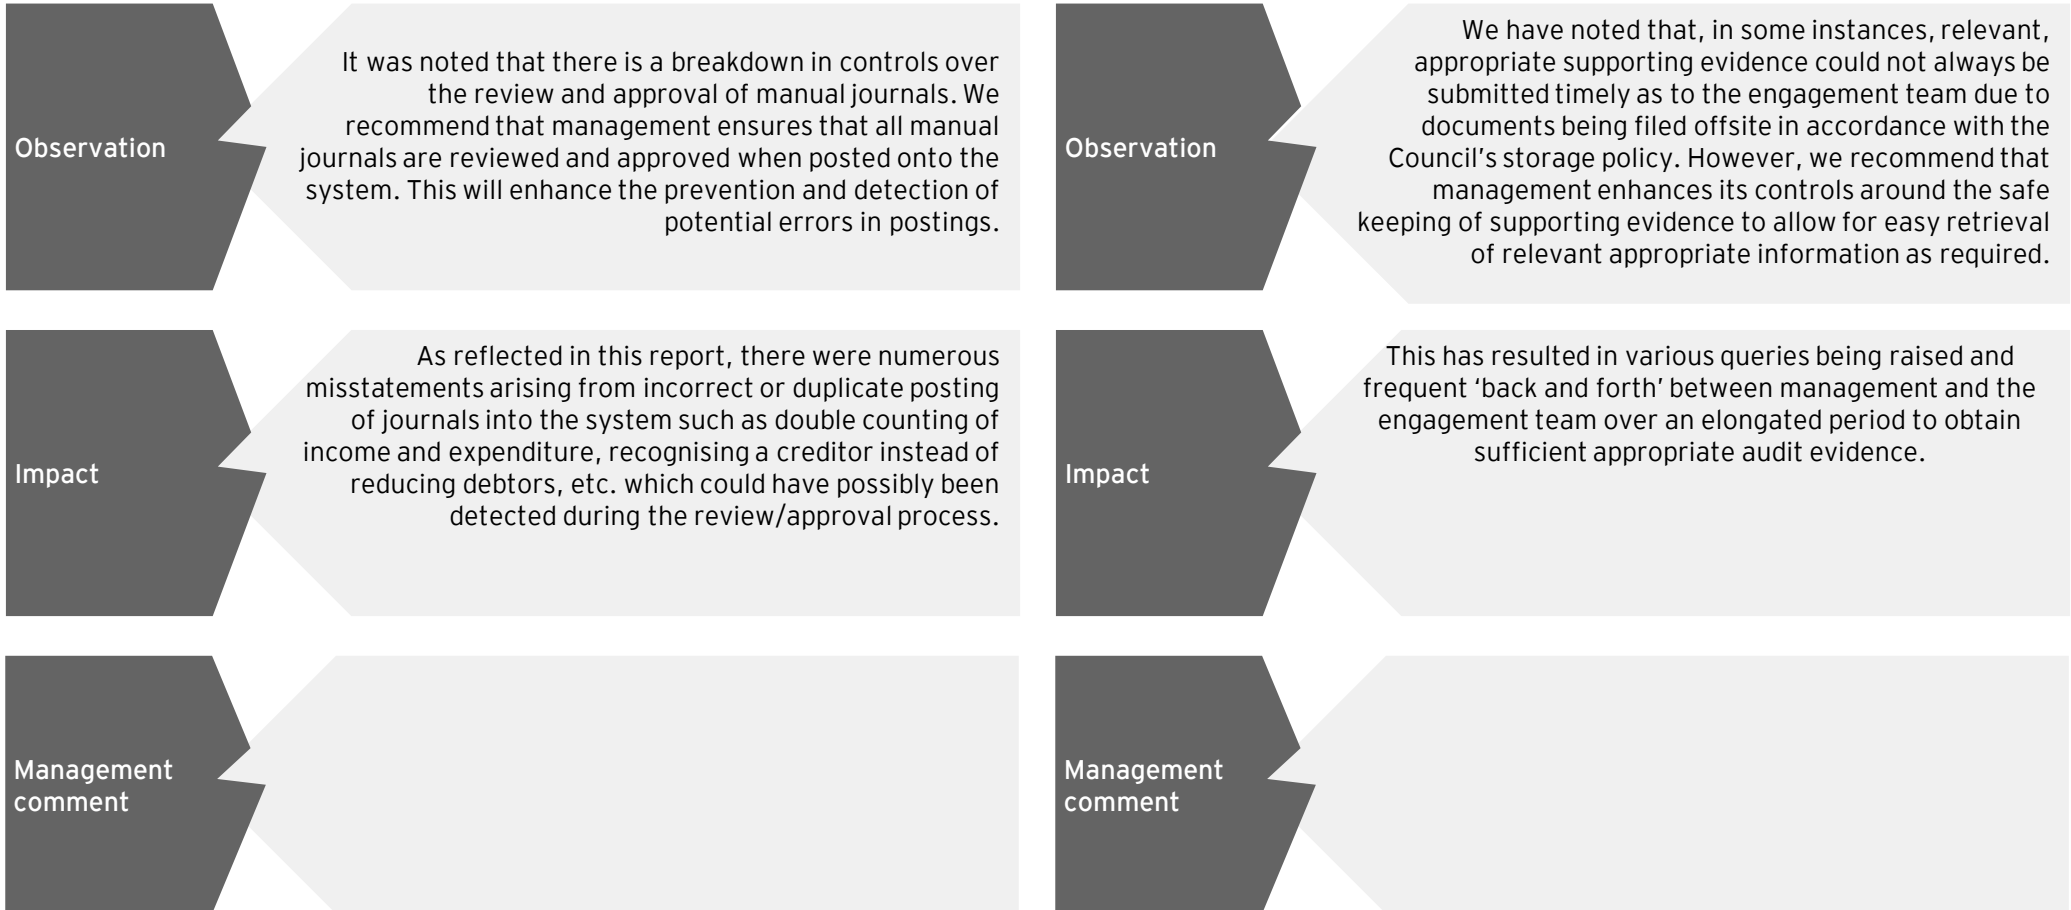 Observation
It was noted that there is a breakdown in controls over
the review and approval of manual journals. We
recommend that management ensures that all manual
journals are reviewed and approved when posted onto the
system. This will enhance the prevention and detection of
potential errors in postings.
Impact
As reflected in this report, there were numerous
misstatements arising from incorrect or duplicate posting
of journals into the system such as double counting of
income and expenditure, recognising a creditor instead of
reducing debtors, etc. which could have possibly been
detected during the review/approval process.
Management
comment
Observation
We have noted that, in some instances, relevant,
appropriate supporting evidence could not always be
submitted timely as to the engagement team due to
documents being filed offsite in accordance with the
Council’s storage policy. However, we recommend that
management enhances its controls around the safe
keeping of supporting evidence to allow for easy retrieval
of relevant appropriate information as required.
Impact
This has resulted in various queries being raised and
frequent ‘back and forth’ between management and the
engagement team over an elongated period to obtain
sufficient appropriate audit evidence.
Management
comment